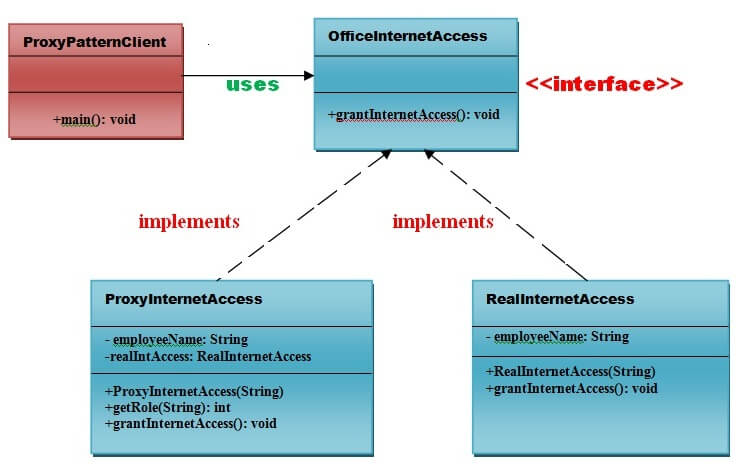 ProxyPatternClient
+main(): void
uses
OfficeInternetAccess
+grantInternetAccess(): void
<<interface>>
implements
implements
ProxyInternetAccess
- employeeName: String
-realIntAccess: RealInternetAccess
+ProxyInternetAccess(String)
+getRole(String): int
+grantInternetAccess(): void
RealInternetAccess
- employeeName: String
+RealInternetAccess(String)
+grantInternetAccess(): void